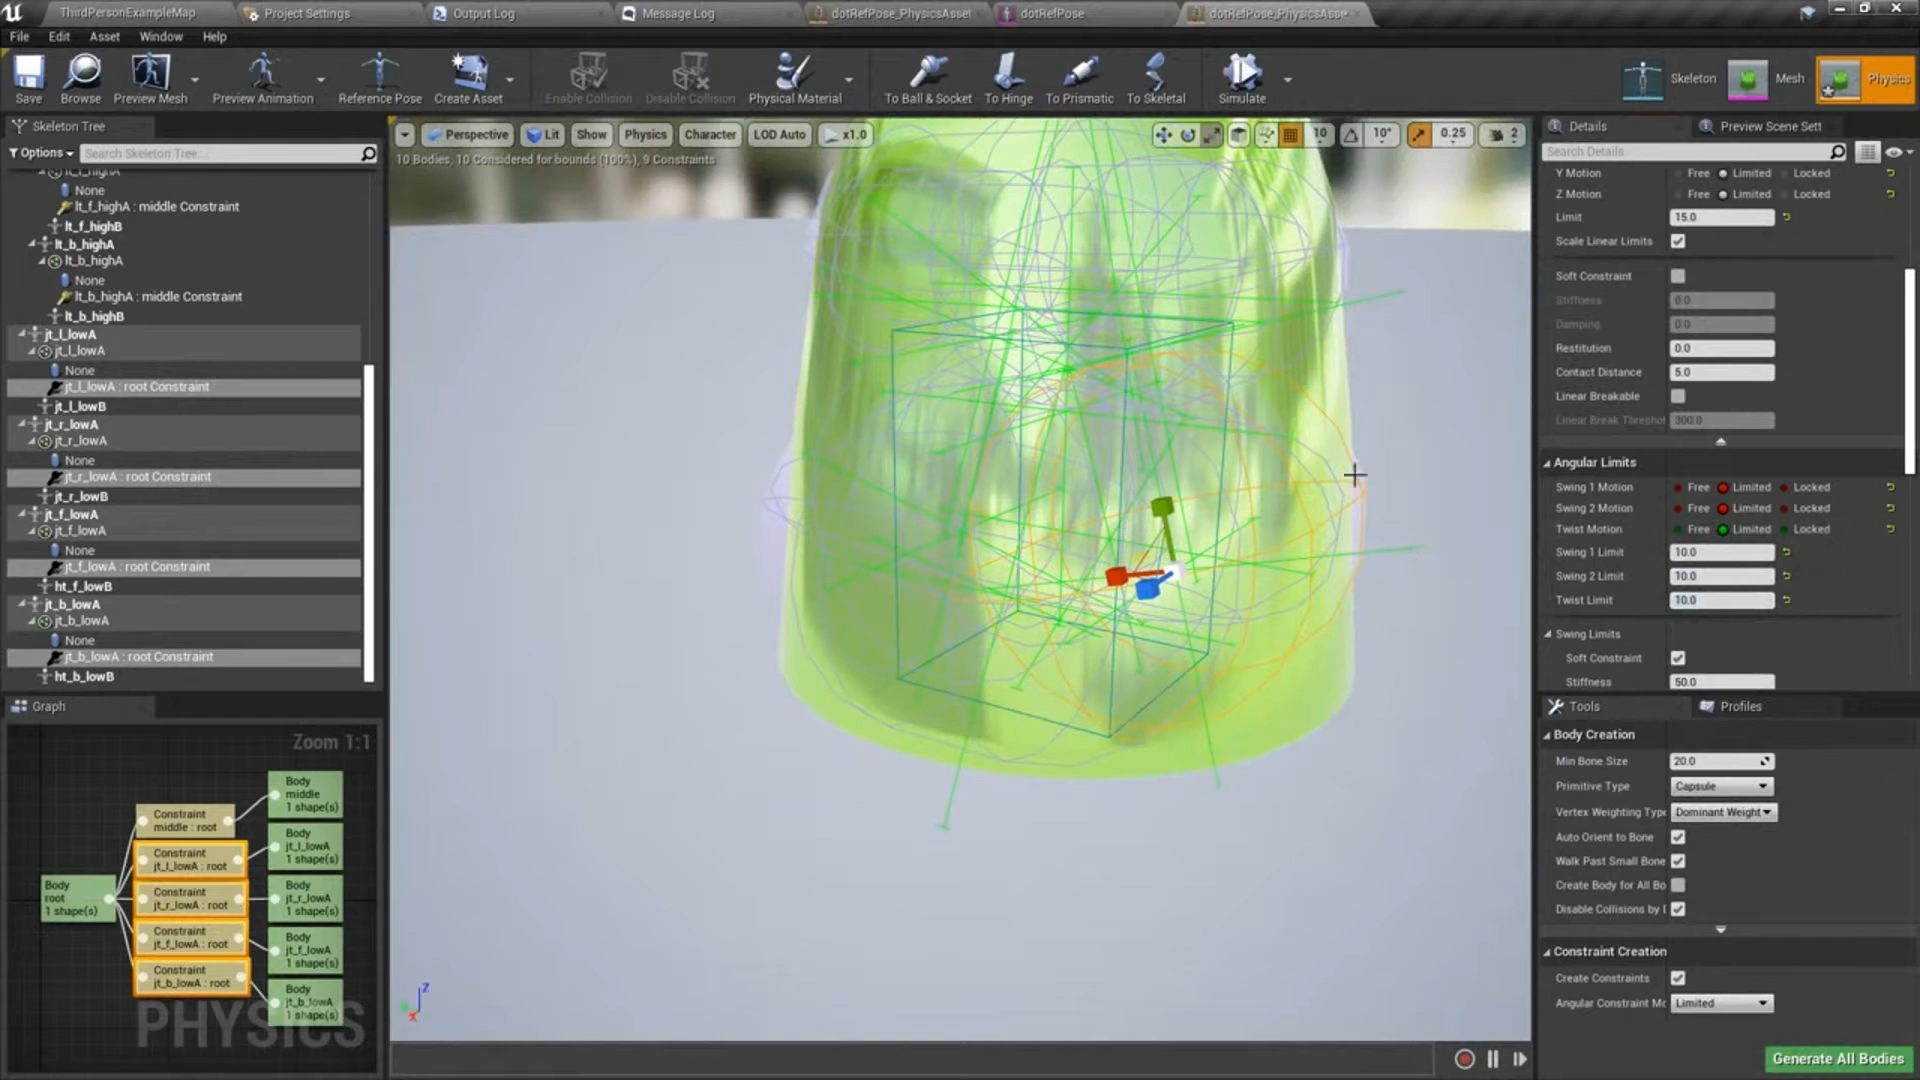 ThirdPersonExampleMap
Project Settings
Output Log
Message Log
dotRefPose_PhysicsAsset
dotRefPose
dotRefPose_PhysicsAsse
File Edit Asset Window Help
Save
Browse
Preview Mesh
Preview Animation
Reference Pose
Create Asset
Enable Collision
Disable Collision
Physical Material
To Ball & Socket
To Hinge
To Prismatic
To Skeletal
Simulate
Skeleton
Mesh
Physics
Skeleton Tree
Options
Search Skeleton Tree...
None
lt_f_highA : middle Constraint
lt_f_highB
lt_b_highA
lt_b_highA
None
lt_b_highA : middle Constraint
lt_b_highB
jt_l_lowA
jt_l_lowA
None
jt_l_lowA : root Constraint
jt_l_lowB
jt_r_lowA
jt_r_lowA
None
jt_r_lowA : root Constraint
jt_r_lowB
jt_f_lowA
jt_f_lowA
None
jt_f_lowA : root Constraint
ht_f_lowB
jt_b_lowA
jt_b_lowA
None
jt_b_lowA : root Constraint
ht_b_lowB
Graph
Zoom 1:1
Body
root
1 shape(s)
Constraint
middle : root
Constraint
jt_l_lowA : root
Constraint
jt_r_lowA : root
Constraint
jt_f_lowA : root
Constraint
jt_b_lowA : root
Body
middle
1 shape(s)
Body
jt_l_lowA
1 shape(s)
Body
jt_r_lowA
1 shape(s)
Body
jt_f_lowA
1 shape(s)
Body
jt_b_lowA
1 shape(s)
PHYSICS
Perspective Lit Show Physics Character LOD Auto x1.0
10 10° 0.25 2
10 Bodies, 10 Considered for bounds (100%), 9 Constraints
Z
X
Details
Preview Scene Sett
Search Details
Y Motion Free Limited Locked
Z Motion Free Limited Locked
Limit 15.0
Scale Linear Limits
Soft Constraint
Stiffness 0.0
Damping 0.0
Restitution 0.0
Contact Distance 5.0
Linear Breakable
Linear Break Threshol 300.0
Angular Limits
Swing 1 Motion Free Limited Locked
Swing 2 Motion Free Limited Locked
Twist Motion Free Limited Locked
Swing 1 Limit 10.0
Swing 2 Limit 10.0
Twist Limit 10.0
Swing Limits
Soft Constraint
Stiffness 50.0
Tools
Profiles
Body Creation
Min Bone Size 20.0
Primitive Type Capsule
Vertex Weighting Type Dominant Weight
Auto Orient to Bone
Walk Past Small Bone
Create Body for All Bo
Disable Collisions by D
Constraint Creation
Create Constraints
Angular Constraint Mo Limited
Generate All Bodies